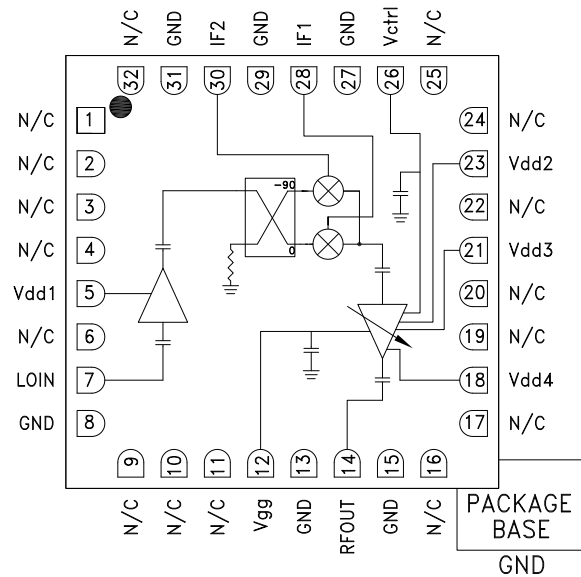 N/C GND IF2 GND IF1 GND Vctrl N/C
32 31 30 29 28 27 26 25
N/C 1
N/C 2
N/C 3
N/C 4
Vdd1 5
N/C 6
LOIN 7
GND 8
-90
0
24 N/C
23 Vdd2
22 N/C
21 Vdd3
20 N/C
19 N/C
18 Vdd4
17 N/C
9 10 11 12 13 14 15 16
N/C N/C N/C Vgg GND RFOUT GND N/C
PACKAGE
BASE
GND